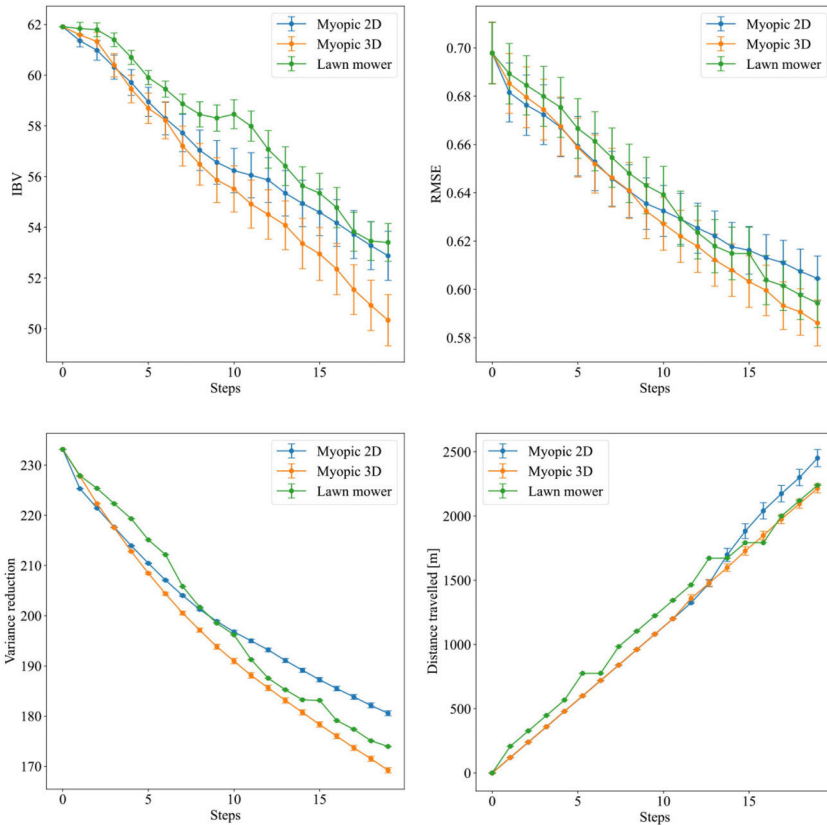 62
60
58
56
54
52
50
IBV
0
5
10
15
Steps
Myopic 2D
Myopic 3D
Lawn mower
0.70
0.68
0.66
0.64
0.62
0.60
0.58
RMSE
0
5
10
15
Steps
Myopic 2D
Myopic 3D
Lawn mower
230
220
210
200
190
180
170
Variance reduction
0
5
10
15
Steps
Myopic 2D
Myopic 3D
Lawn mower
2500
2000
1500
1000
500
0
Distance travelled [m]
0
5
10
15
Steps
Myopic 2D
Myopic 3D
Lawn mower